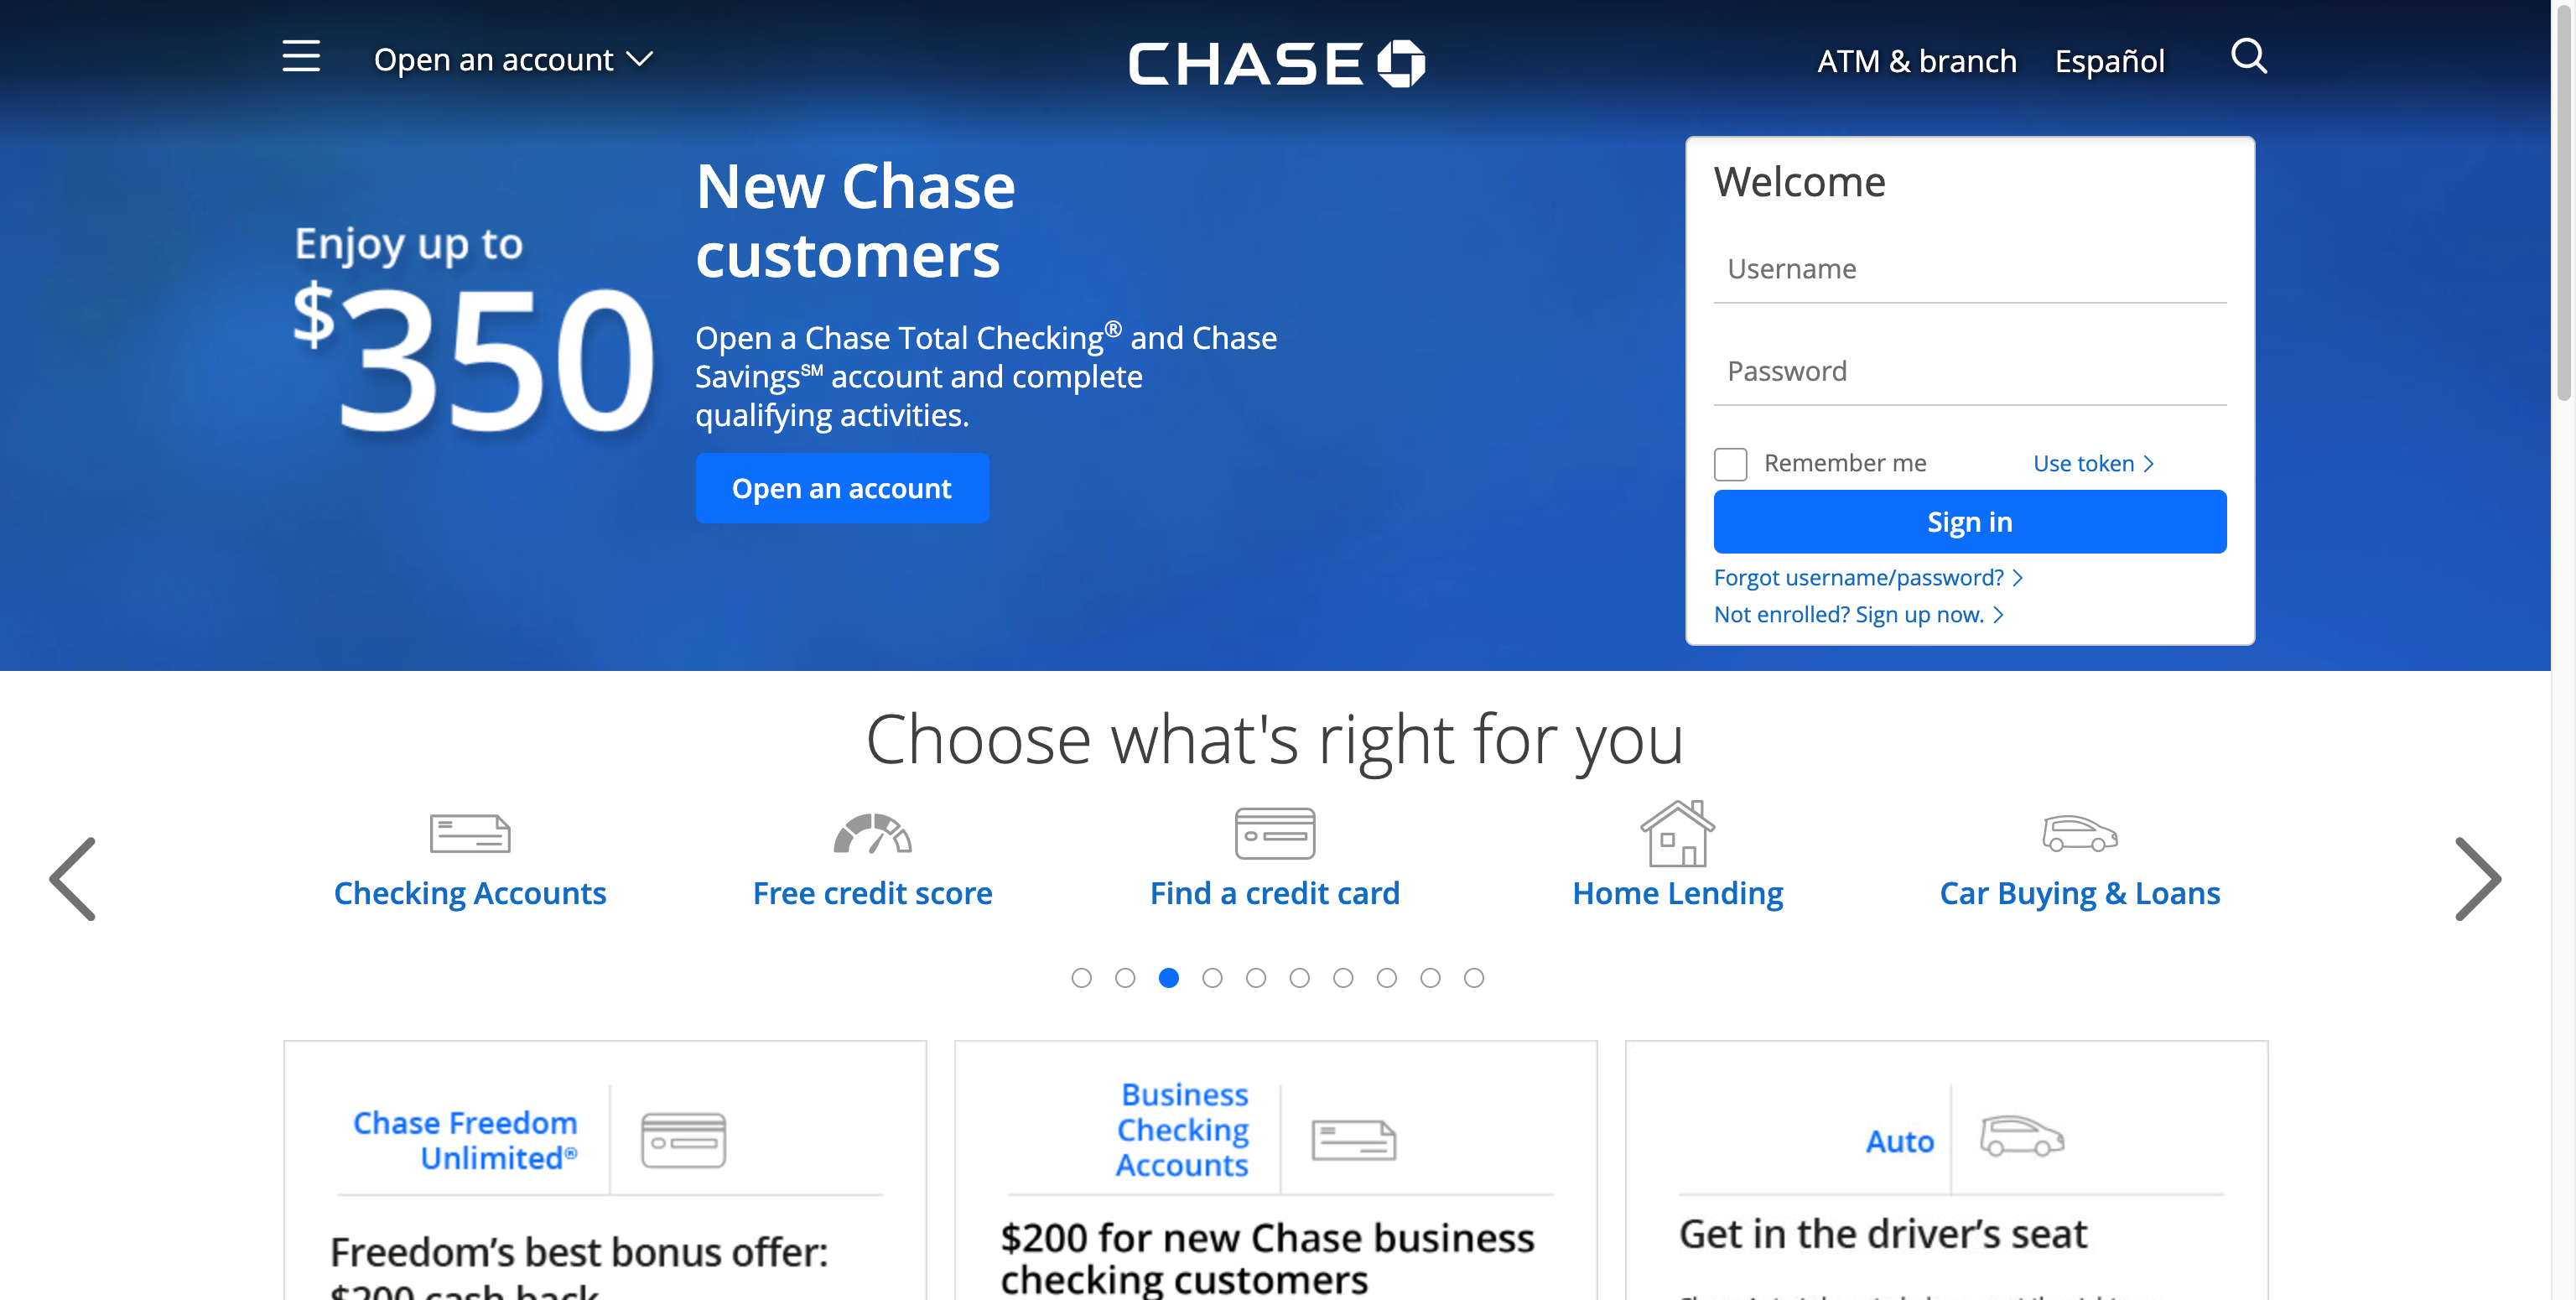 Open an account
CHASE
ATM & branch
Español
Enjoy up to
$350
New Chase
customers
Open a Chase Total Checking® and Chase
Savings℠ account and complete
qualifying activities.
Open an account
Welcome
Username
Password
Remember me
Use token
Sign in
Forgot username/password?
Not enrolled? Sign up now.
Choose what's right for you
Checking Accounts
Free credit score
Find a credit card
Home Lending
Car Buying & Loans
Chase Freedom
Unlimited®
Freedom’s best bonus offer:
$200 cash back
Business
Checking
Accounts
$200 for new Chase business
checking customers
Auto
Get in the driver’s seat